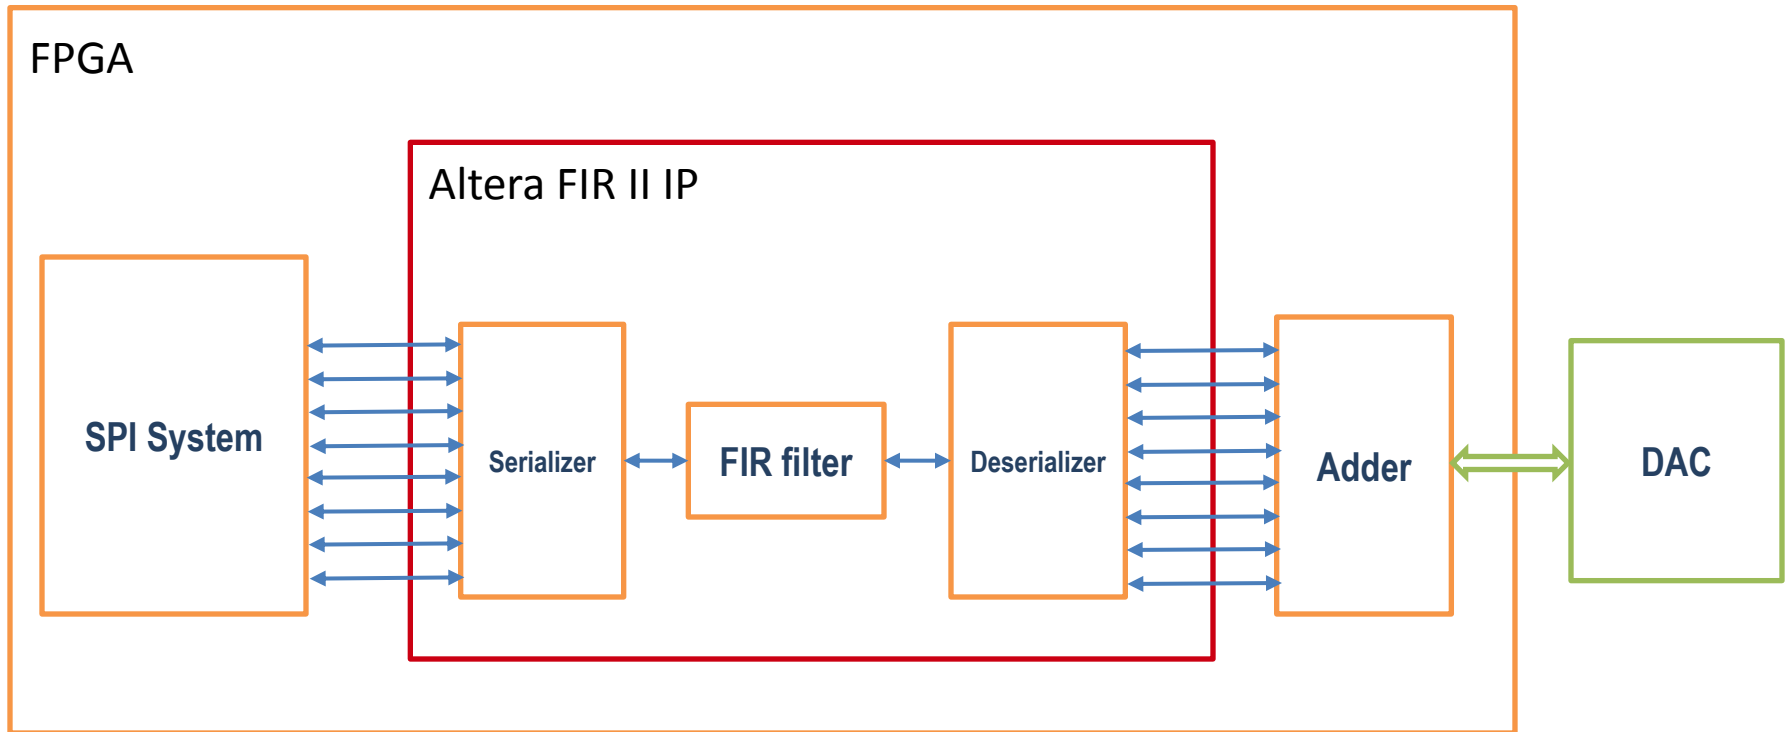 FPGA
Altera FIR II IP
SPI System
Serializer
FIR filter
Deserializer
Adder
DAC